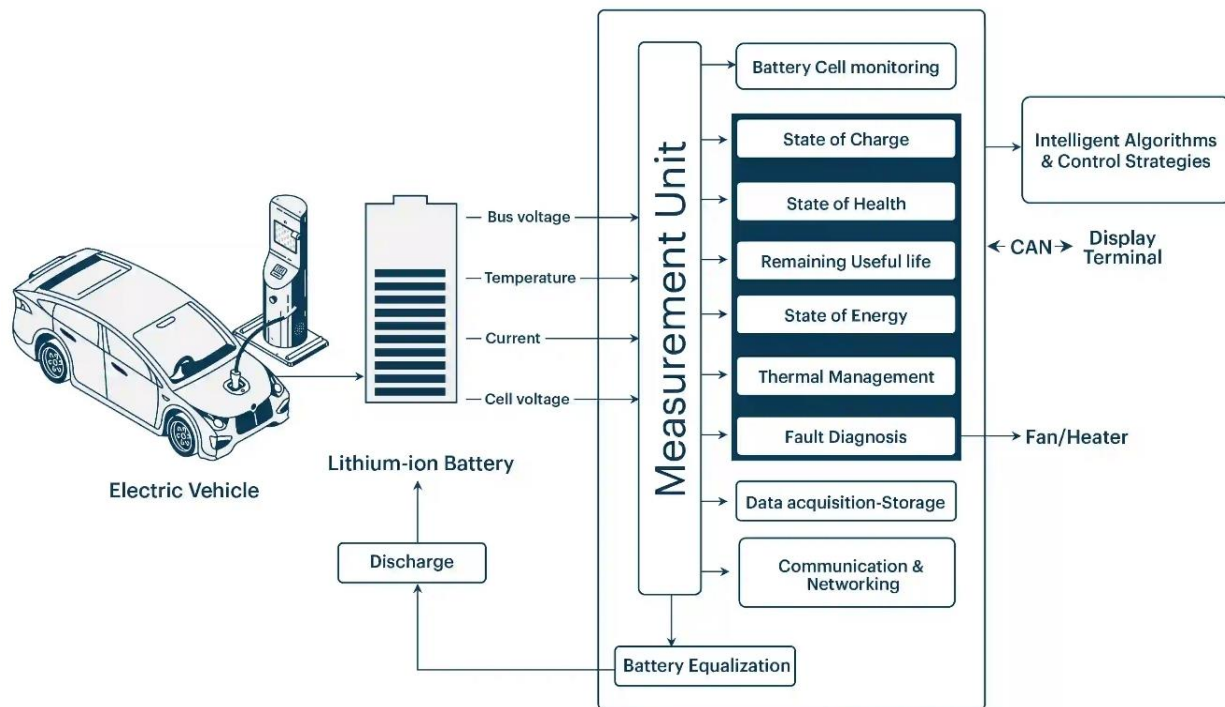 Electric Vehicle
Lithium-ion Battery
Discharge
Bus voltage
Temperature
Current
Cell voltage
Measurement Unit
Battery Cell monitoring
State of Charge
State of Health
Remaining Useful life
State of Energy
Thermal Management
Fault Diagnosis
Data acquisition-Storage
Communication &
Networking
Battery Equalization
Intelligent Algorithms
& Control Strategies
CAN
Display
Terminal
Fan/Heater